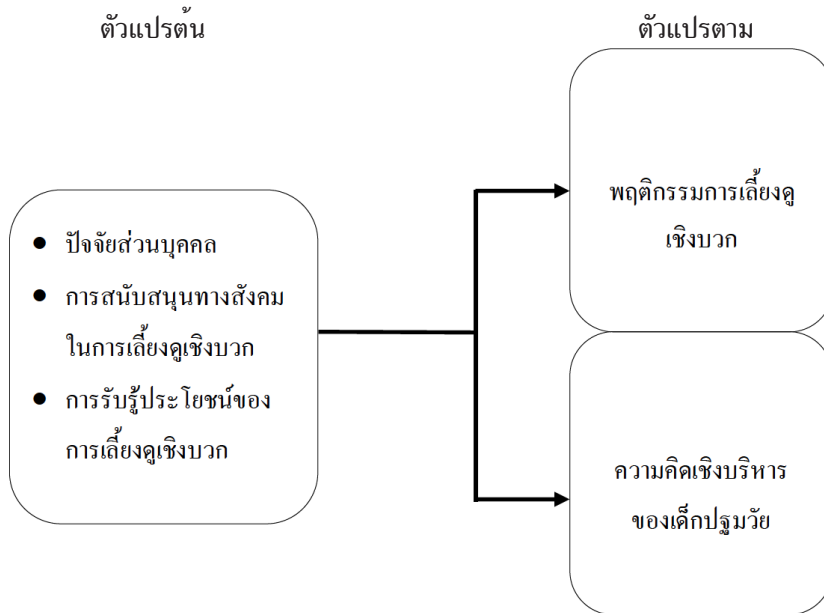 ตัวแปรต้น
ตัวแปรตาม
● ปัจจัยส่วนบุคคล
● การสนับสนุนทางสังคม
ในการเลี้ยงดูเชิงบวก
● การรับรู้ประโยชน์ของ
การเลี้ยงดูเชิงบวก
พฤติกรรมการเลี้ยงดู
เชิงบวก
ความคิดเชิงบริหาร
ของเด็กปฐมวัย